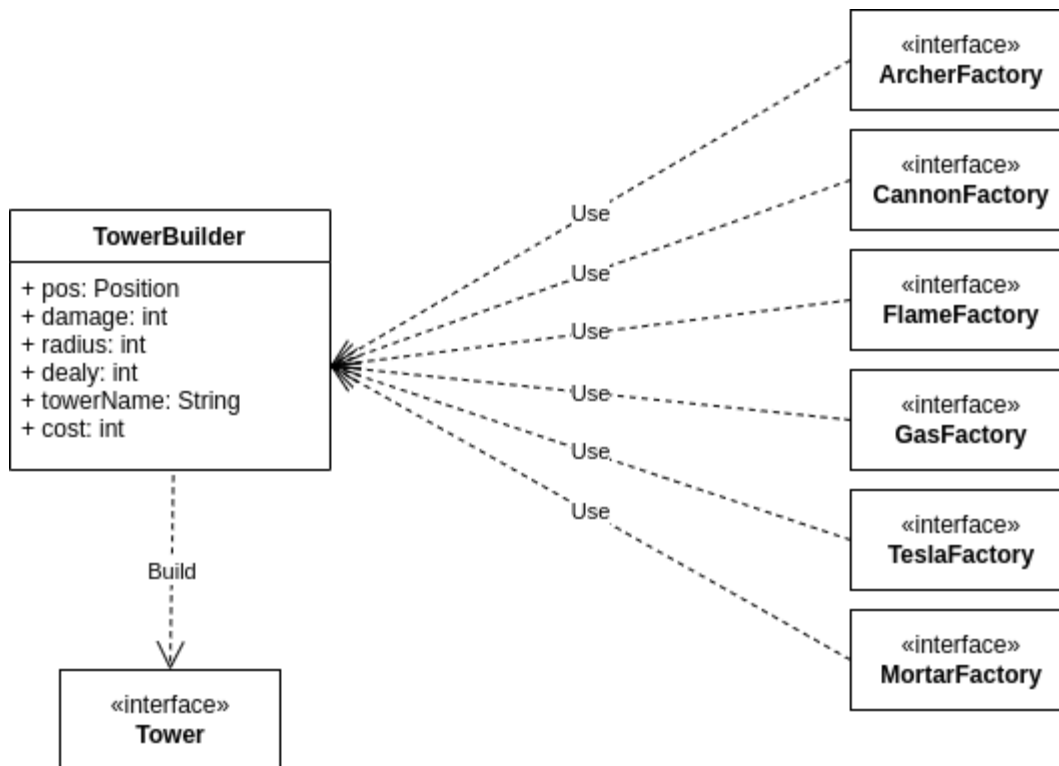 TowerBuilder
+ pos: Position
+ damage: int
+ radius: int
+ dealy: int
+ towerName: String
+ cost: int
Build
«interface»
Tower
Use
Use
Use
Use
Use
Use
«interface»
ArcherFactory
«interface»
CannonFactory
«interface»
FlameFactory
«interface»
GasFactory
«interface»
TeslaFactory
«interface»
MortarFactory